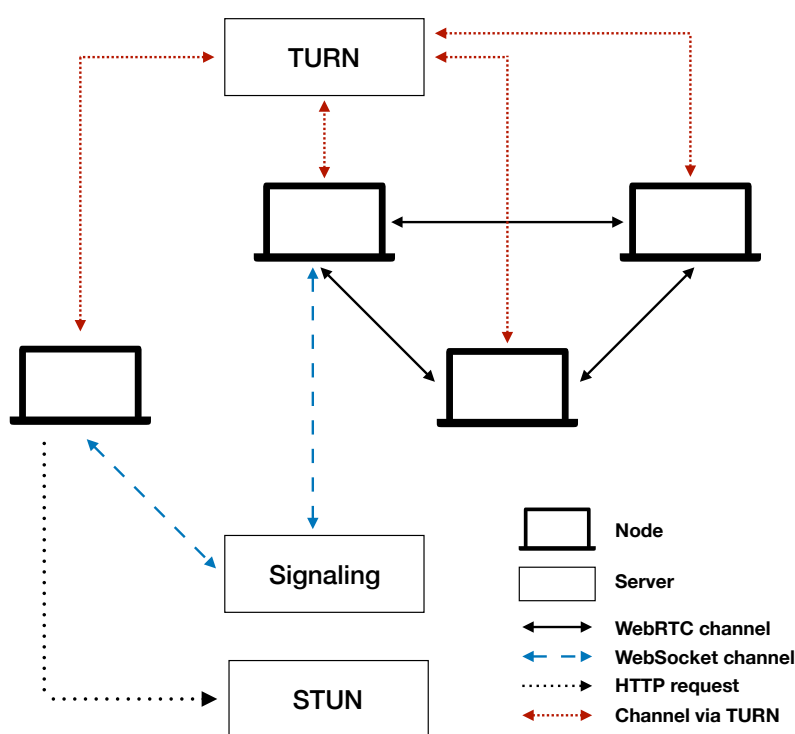 TURN
Signaling
STUN
Node
Server
WebRTC channel
WebSocket channel
HTTP request
Channel via TURN